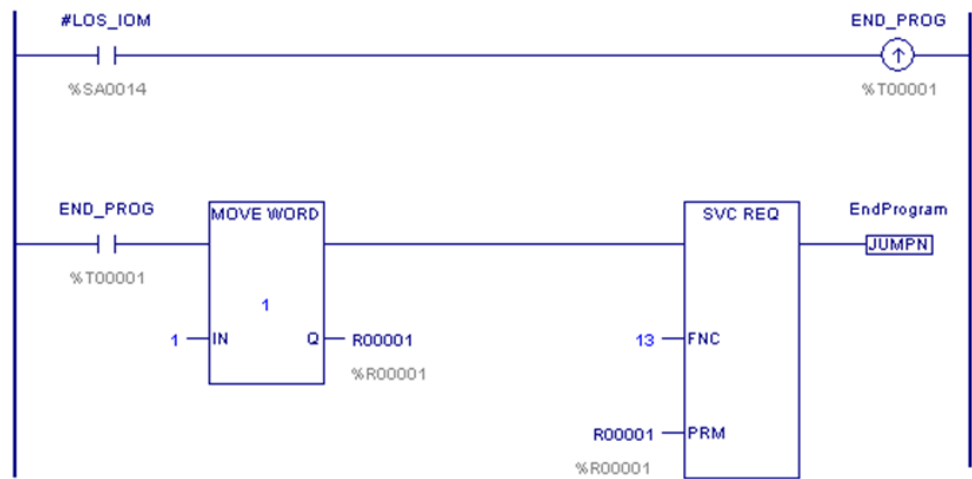 #LOS_IOM END_PROG
%SA0014 %T00001
END_PROG MOVE WORD SVC REQ EndProgram
JUMPN
%T00001
1
1 IN Q R00001 13 FNC
%R00001
R00001 PRM
%R00001